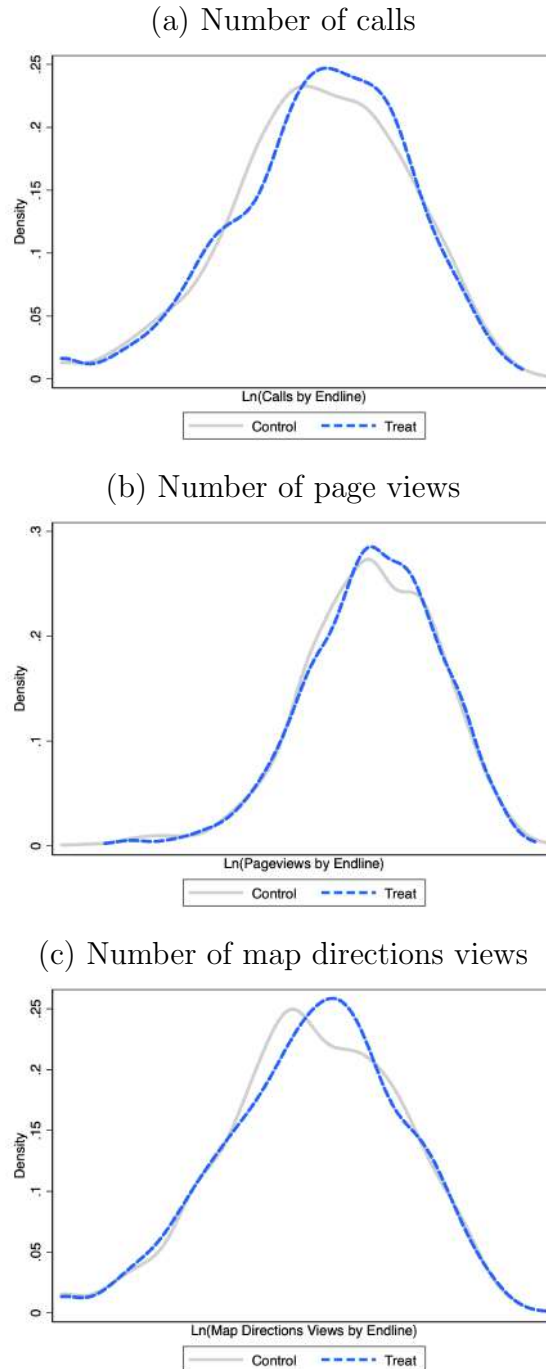 (a) Number of calls
.25
.2
.15
.1
.05
0
Density
Ln(Calls by Endline)
Control Treat
(b) Number of page views
.3
.2
.1
0
Density
Ln(Pageviews by Endline)
Control Treat
(c) Number of map directions views
.25
.2
.15
.1
.05
0
Density
Ln(Map Directions Views by Endline)
Control Treat